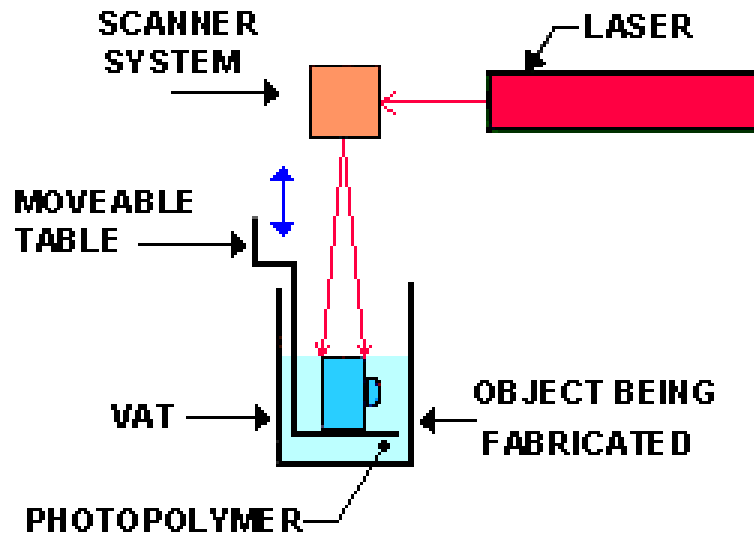 SCANNER
SYSTEM
LASER
MOVEABLE
TABLE
VAT
OBJECT BEING
FABRICATED
PHOTOPOLYMER